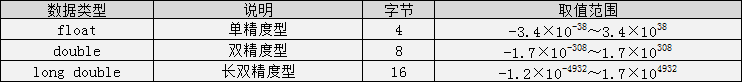 数据类型 说明 字节 取值范围
float 单精度型 4 -3.4×10⁻³⁸～3.4×10³⁸
double 双精度型 8 -1.7×10⁻³⁰⁸～1.7×10³⁰⁸
long double 长双精度型 16 -1.2×10⁻⁴⁹³²～1.7×10⁴⁹³²